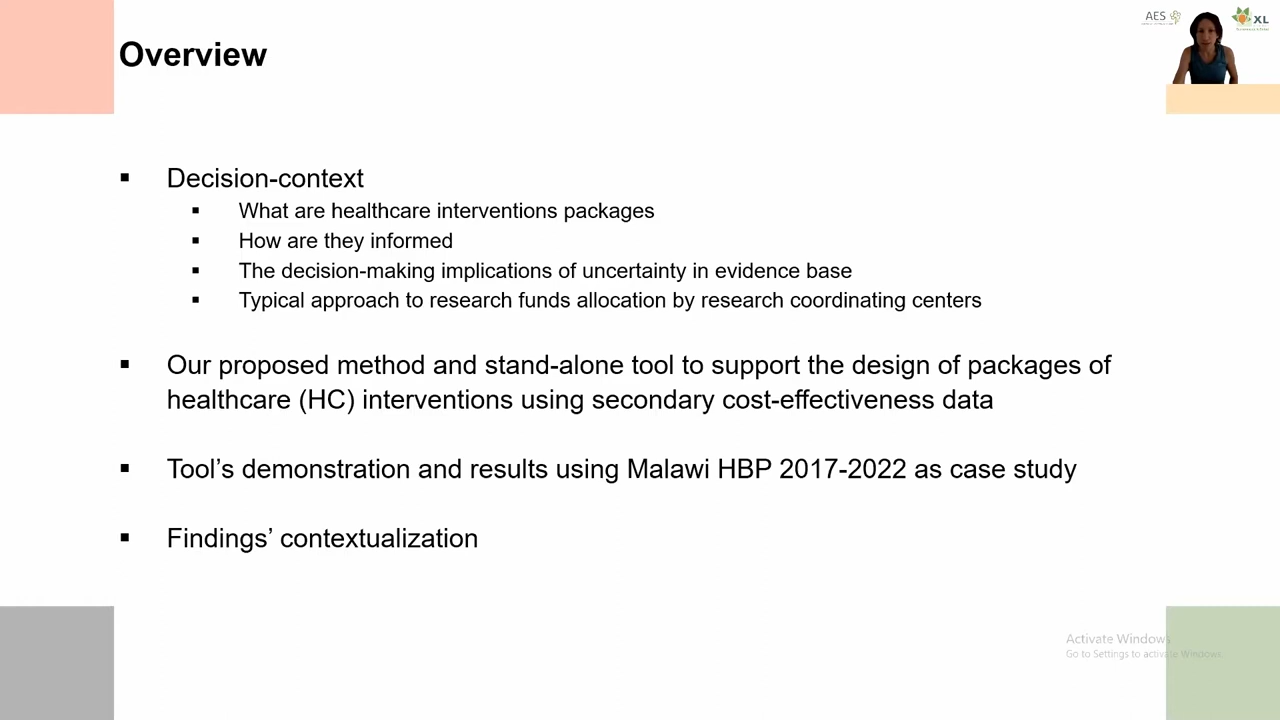 AES
XL
Overview
▪ Decision-context
▪ What are healthcare interventions packages
▪ How are they informed
▪ The decision-making implications of uncertainty in evidence base
▪ Typical approach to research funds allocation by research coordinating centers
▪ Our proposed method and stand-alone tool to support the design of packages of
healthcare (HC) interventions using secondary cost-effectiveness data
▪ Tool’s demonstration and results using Malawi HBP 2017-2022 as case study
▪ Findings’ contextualization
Activate Windows
Go to Settings to activate Windows.